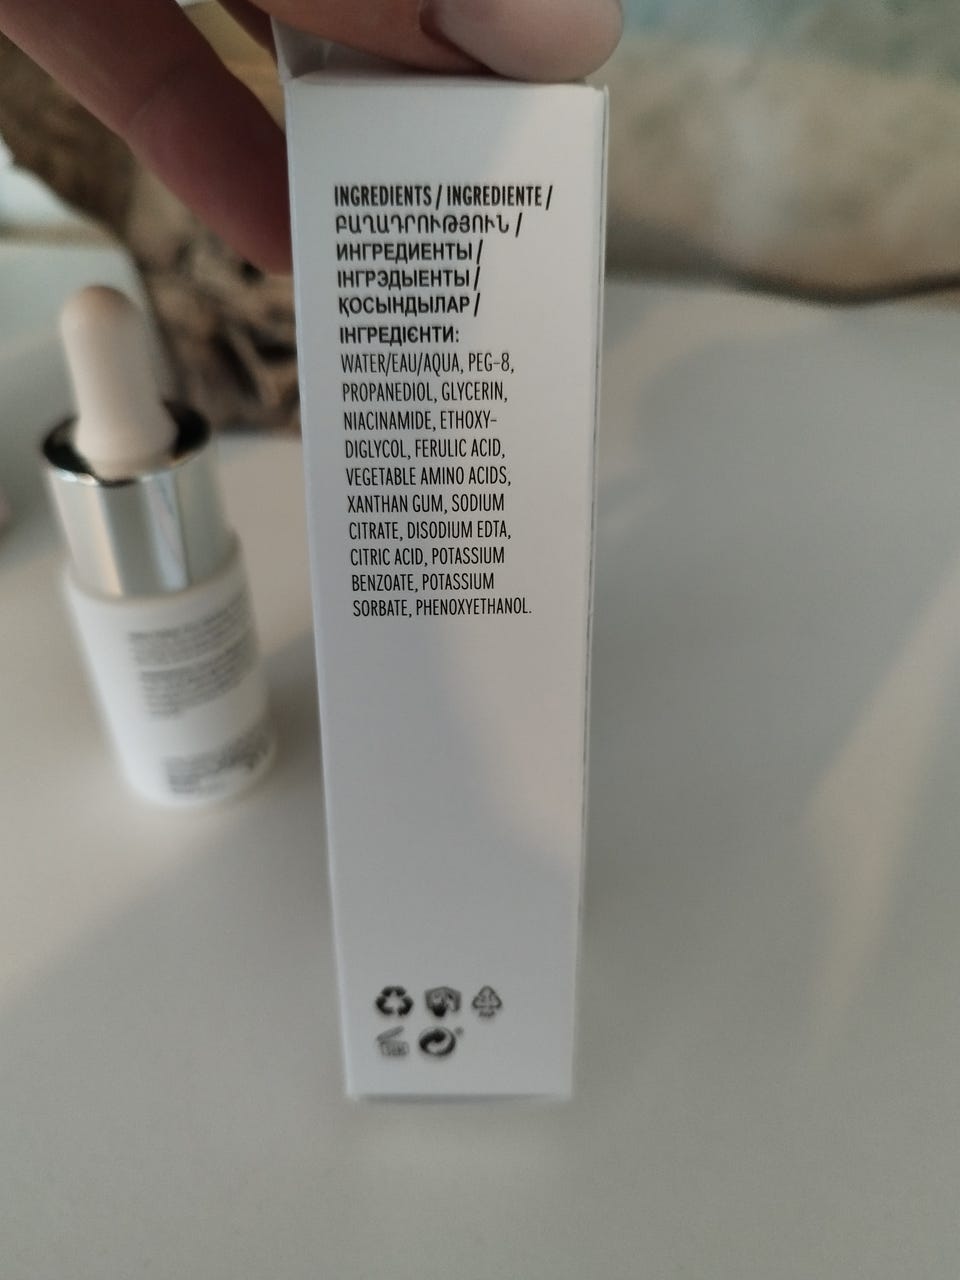 INGREDIENTS / INGREDIENTE /
ԲԱՂԱԴՐՈՒԹՅՈՒՆ /
ИНГРЕДИЕНТЫ /
ІНГРЭДЫЕНТЫ /
ҚОСЫНДЫЛАР /
ІНГРЕДІЄНТИ:
WATER/EAU/AQUA, PEG-8,
PROPANEDIOL, GLYCERIN,
NIACINAMIDE, ETHOXY-
DIGLYCOL, FERULIC ACID,
VEGETABLE AMINO ACIDS,
XANTHAN GUM, SODIUM
CITRATE, DISODIUM EDTA,
CITRIC ACID, POTASSIUM
BENZOATE, POTASSIUM
SORBATE, PHENOXYETHANOL.